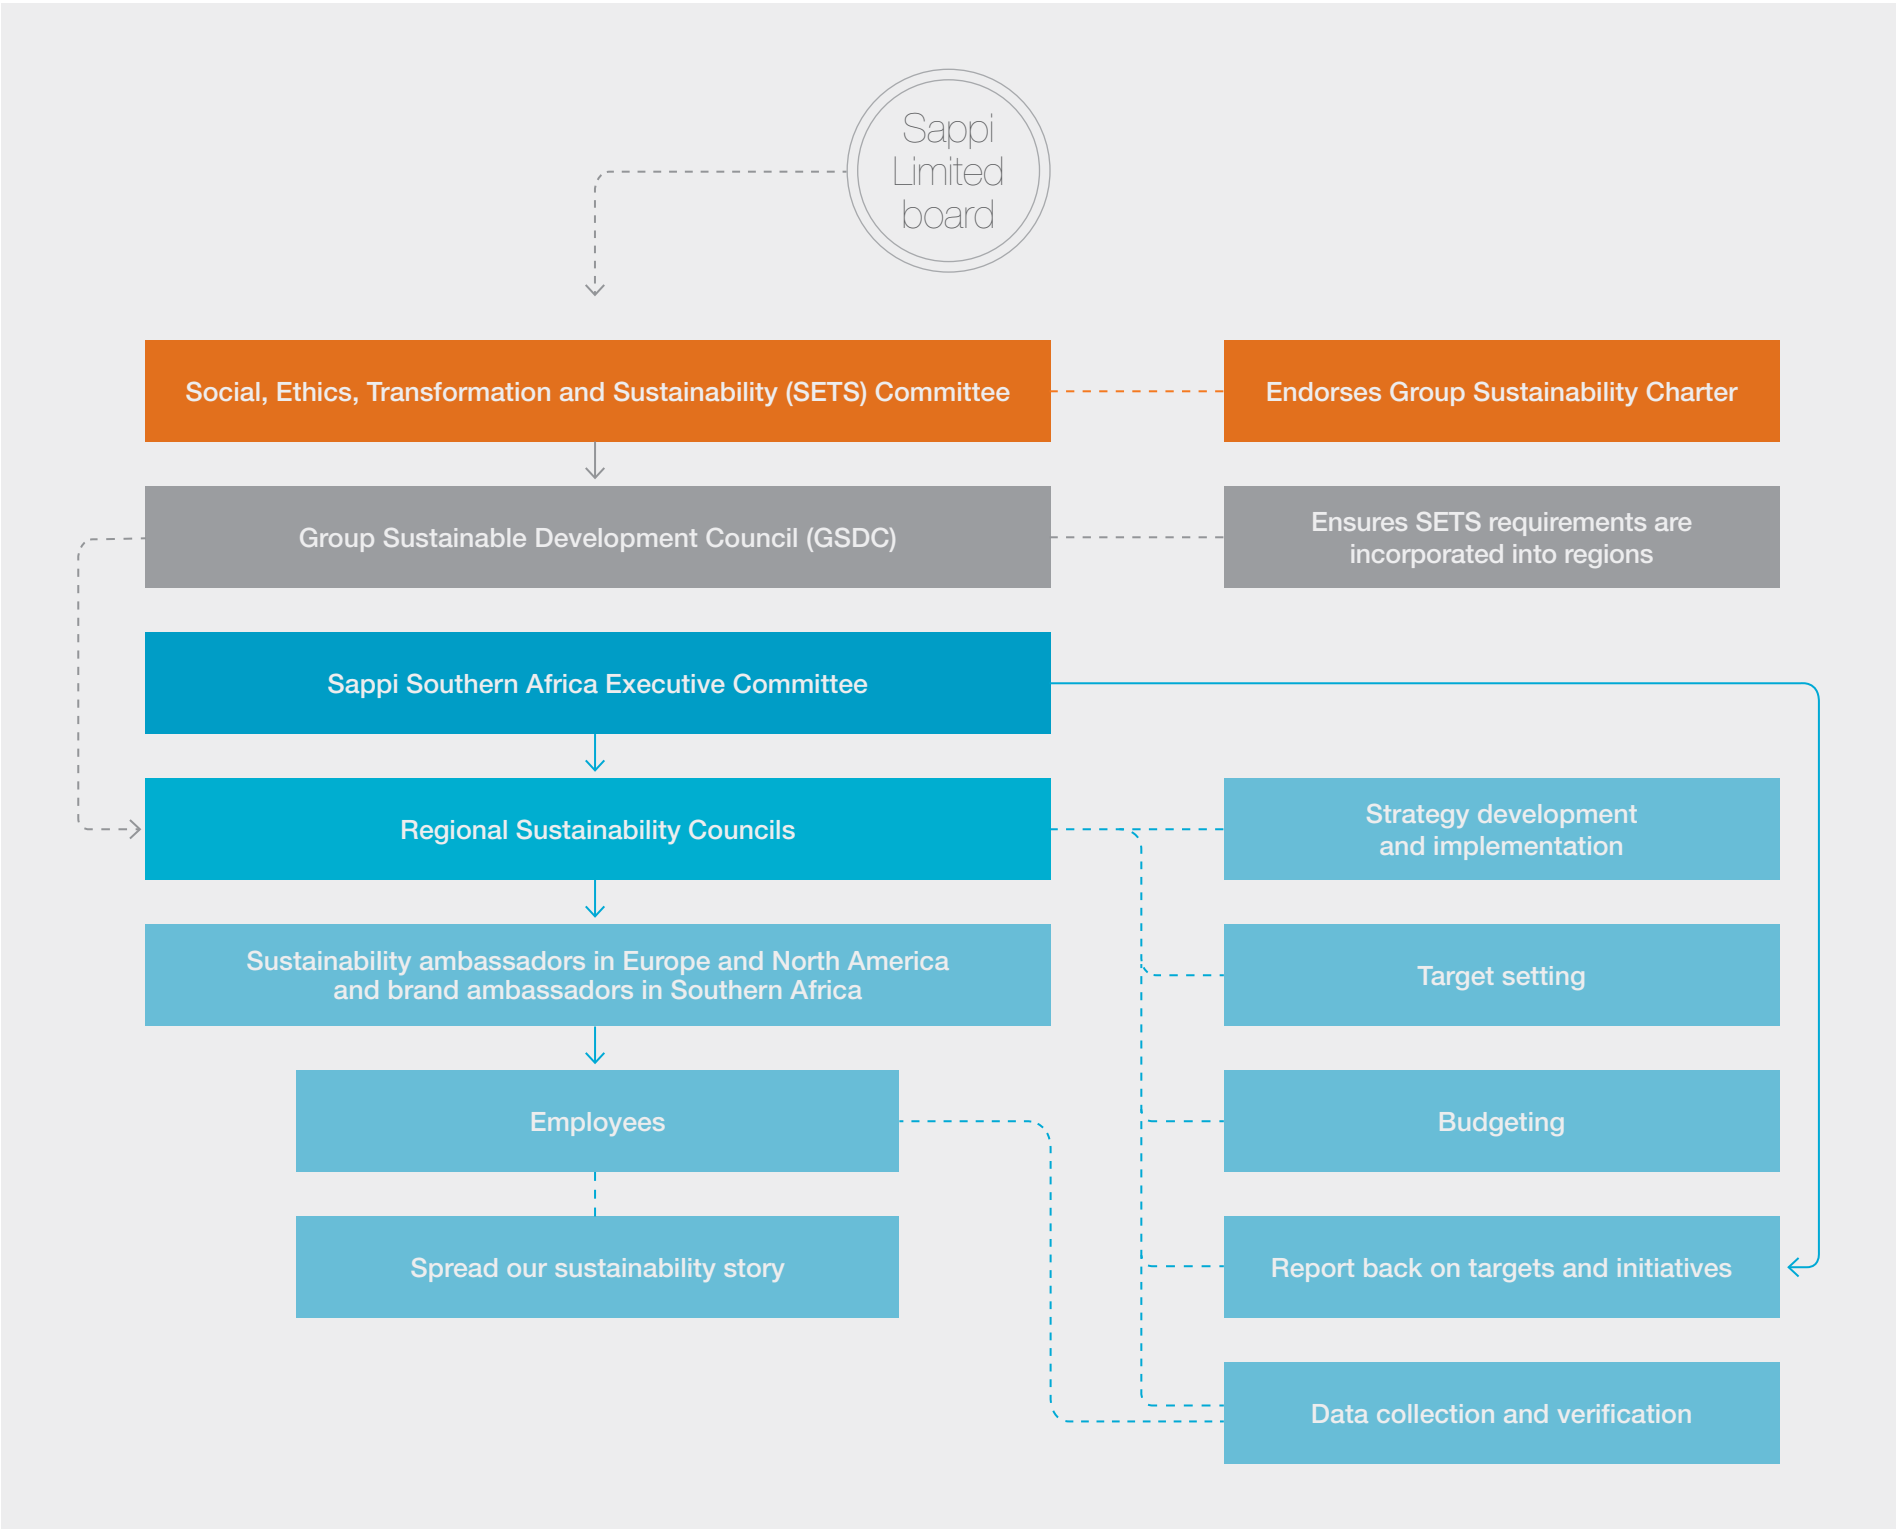 Sappi
Limited
board
Social, Ethics, Transformation and Sustainability (SETS) Committee
Endorses Group Sustainability Charter
Group Sustainable Development Council (GSDC)
Ensures SETS requirements are
incorporated into regions
Sappi Southern Africa Executive Committee
Regional Sustainability Councils
Strategy development
and implementation
Sustainability ambassadors in Europe and North America
and brand ambassadors in Southern Africa
Target setting
Employees
Budgeting
Spread our sustainability story
Report back on targets and initiatives
Data collection and verification